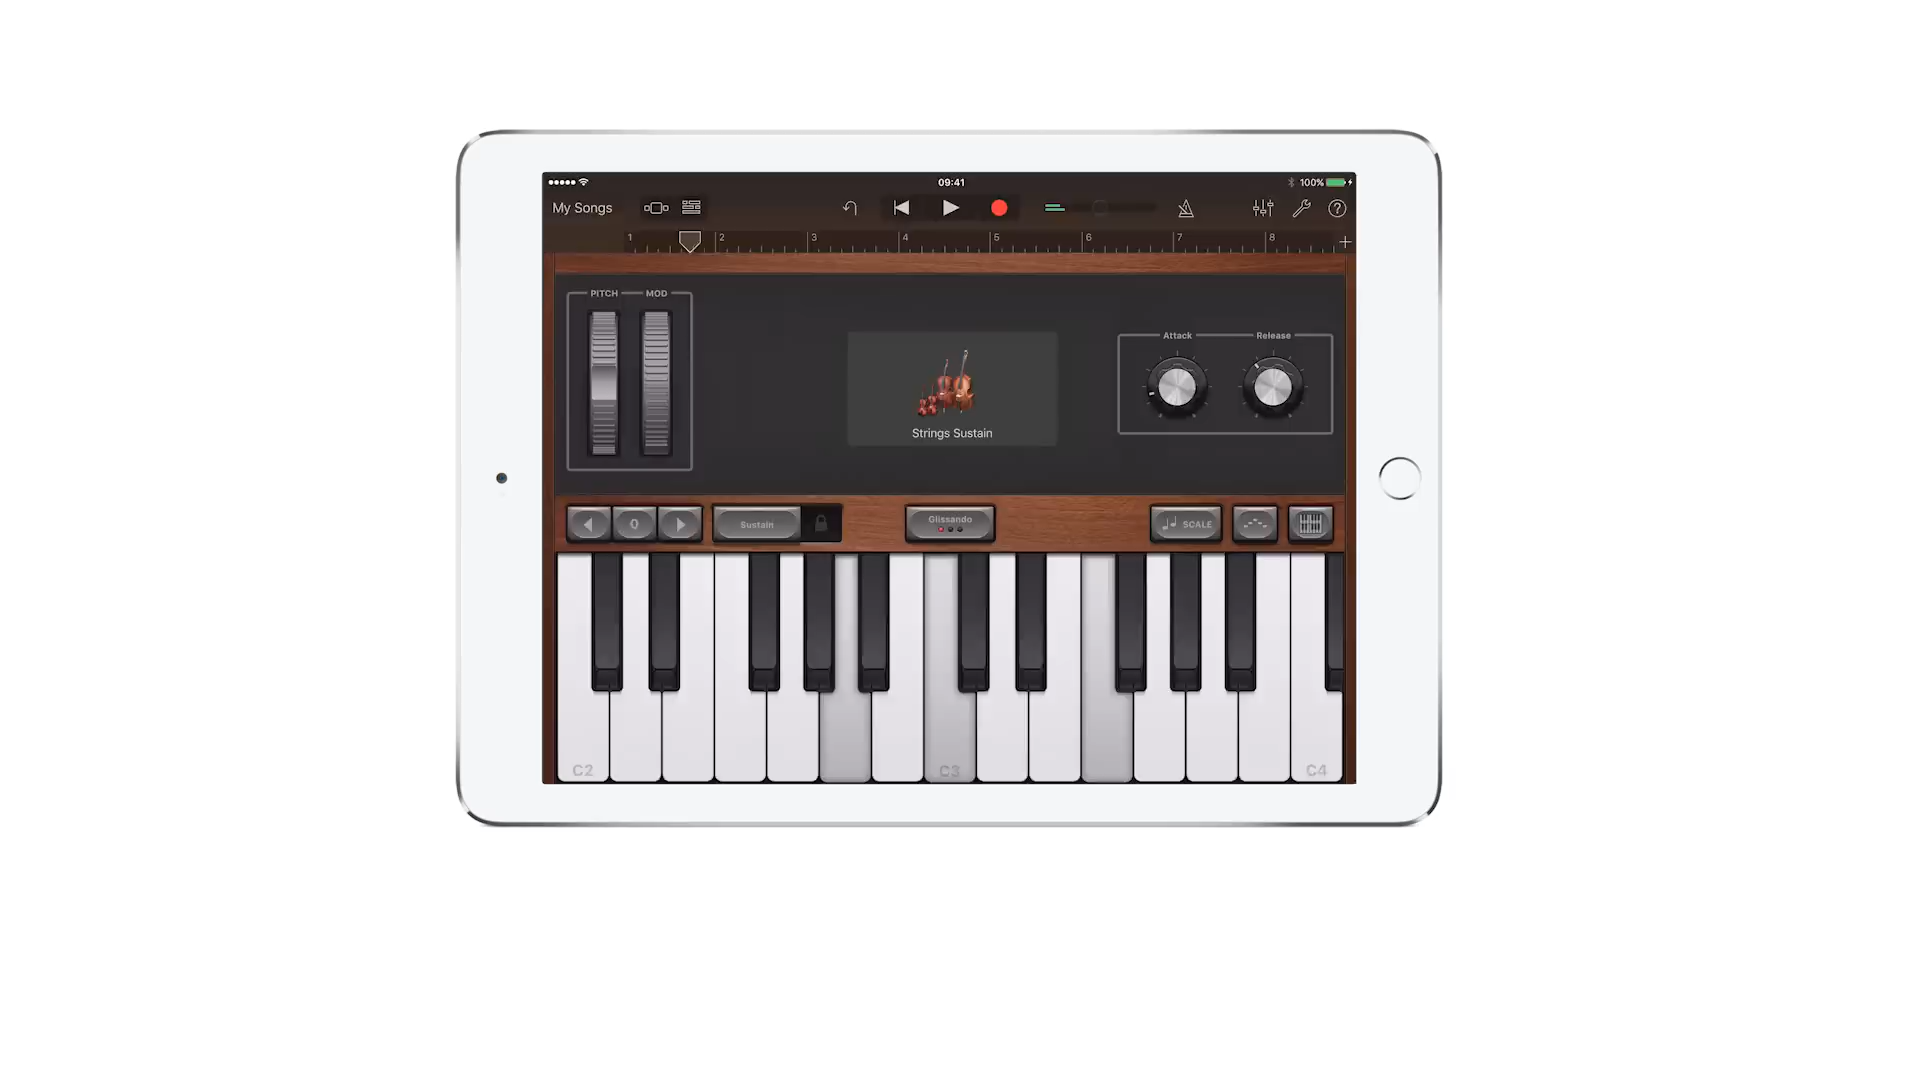 09:41
100%
My Songs
1 2 3 4 5 6 7 8
PITCH MOD
Attack Release
Strings Sustain
0 Sustain Glissando SCALE
C2 C3 C4